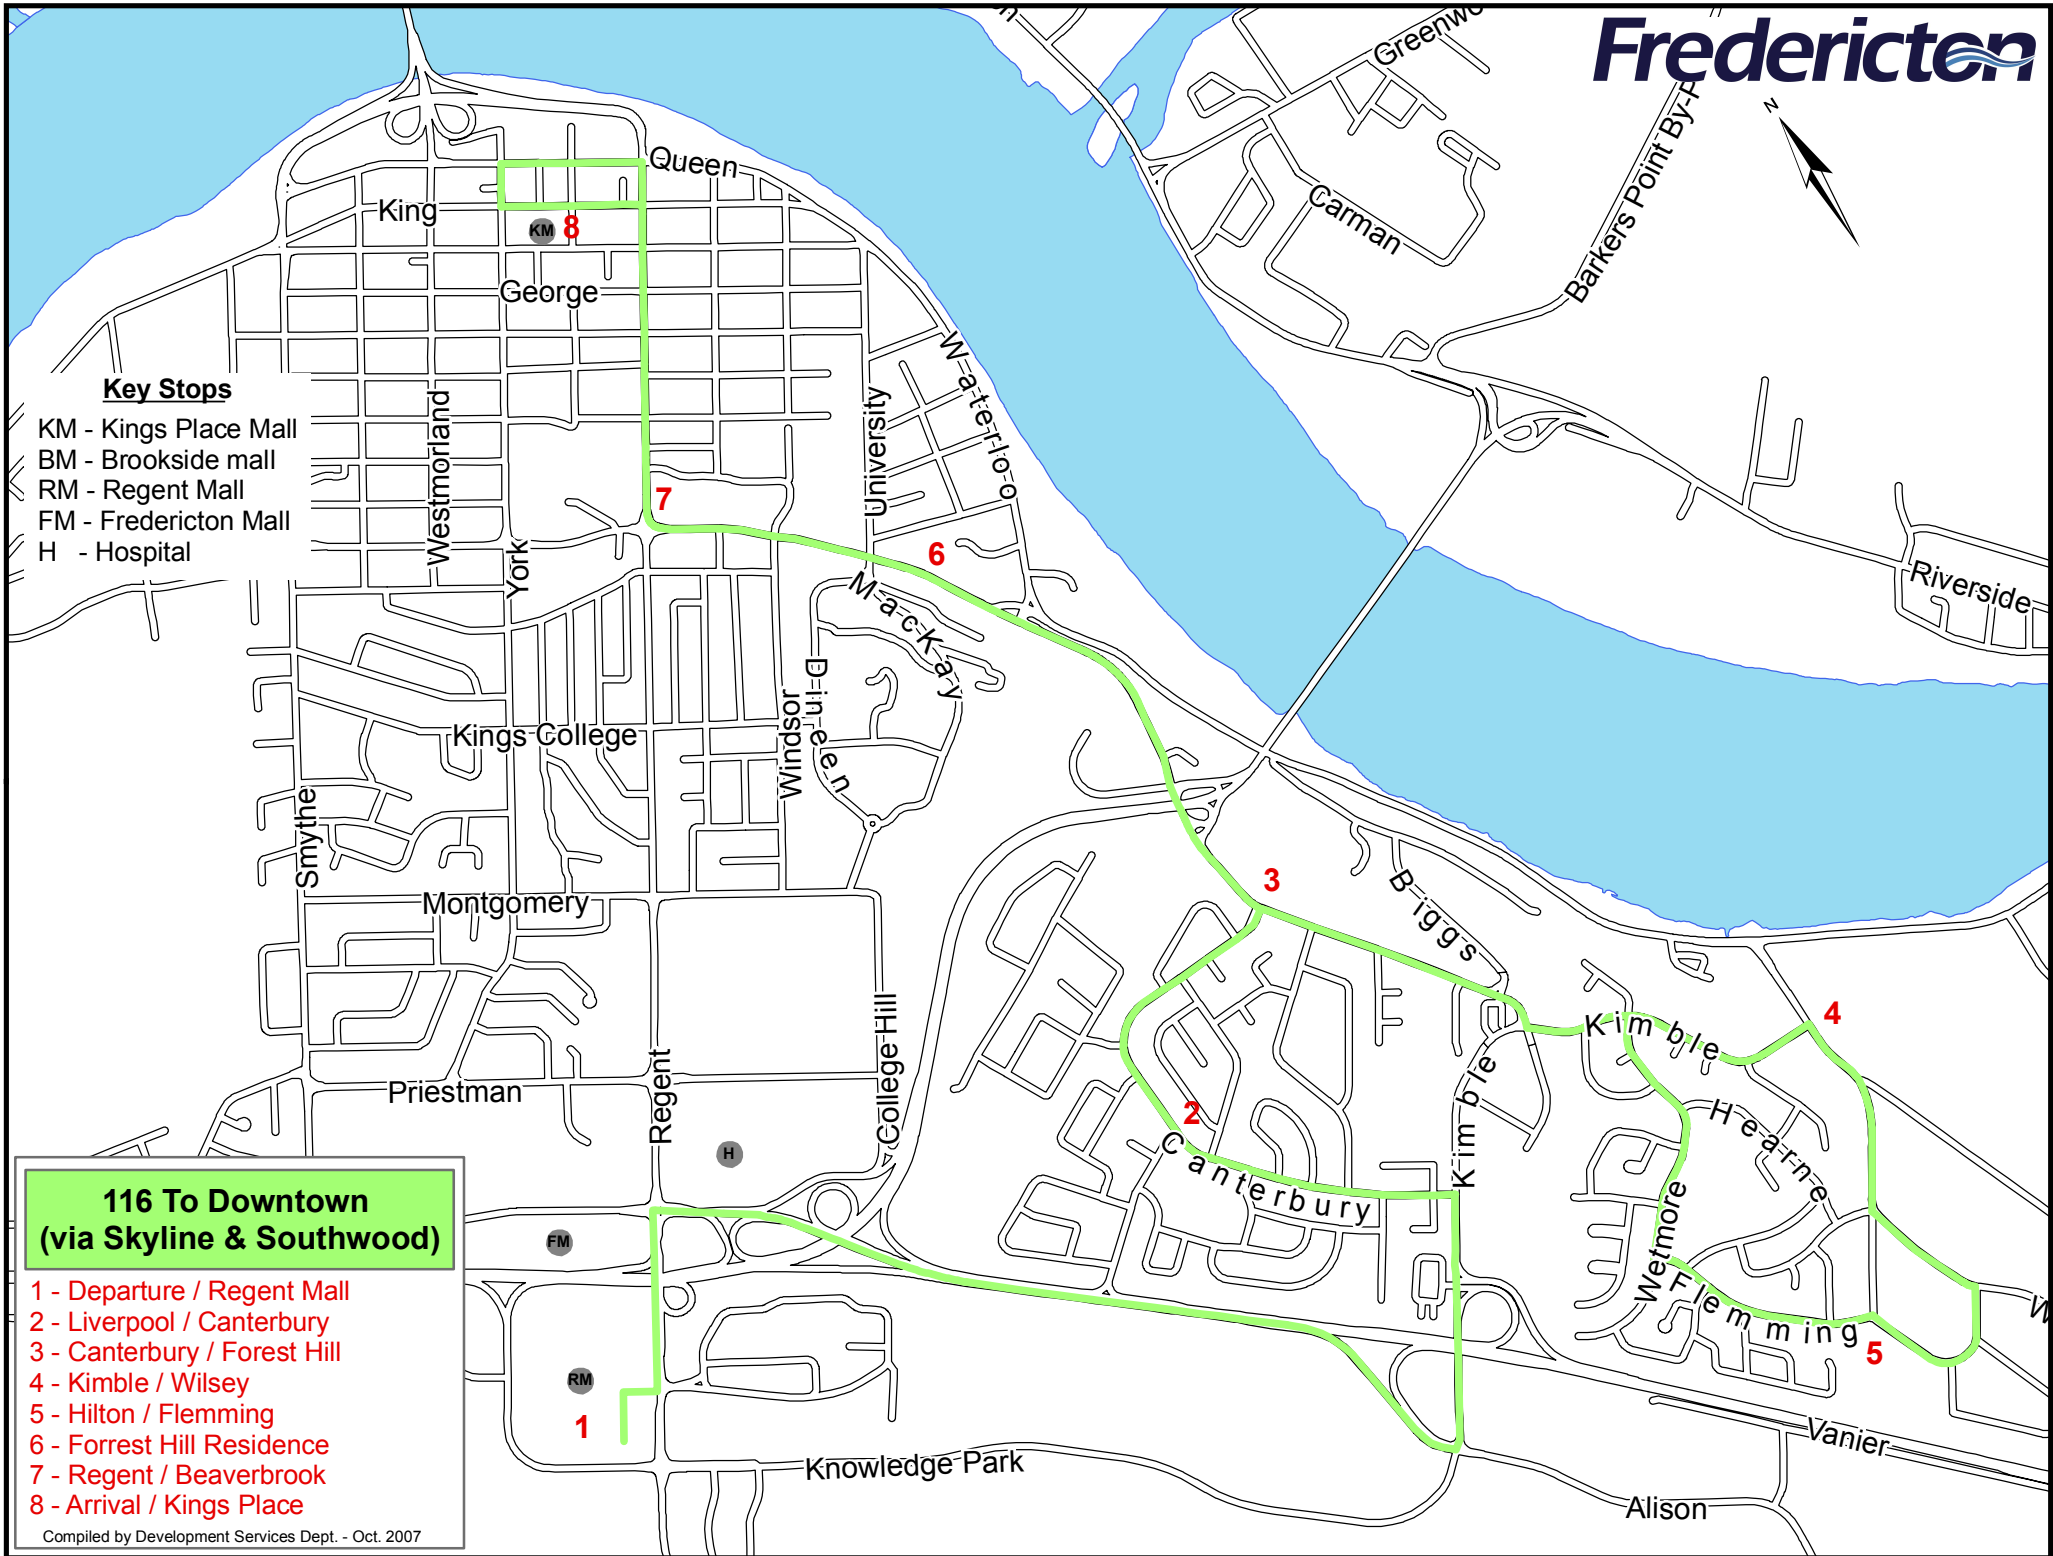 Fredericton
Greenwo
N
Barkers Point By-P
Queen
King
KM
8
Carman
George
Waterloo
Key Stops
KM - Kings Place Mall
BM - Brookside mall
RM - Regent Mall
FM - Fredericton Mall
H - Hospital
Westmorland
University
7
York
6
MacKay
Riverside
Dineen
Windsor
Kings College
Smythe
3
Biggs
Montgomery
College Hill
4
Kimble
Kimble
Regent
Priestman
2
Hearne
H
Canterbury
Wetmore
FM
Flemming
W
5
RM
1
Vanier
Knowledge Park
Alison
116 To Downtown
(via Skyline & Southwood)
1 - Departure / Regent Mall
2 - Liverpool / Canterbury
3 - Canterbury / Forest Hill
4 - Kimble / Wilsey
5 - Hilton / Flemming
6 - Forrest Hill Residence
7 - Regent / Beaverbrook
8 - Arrival / Kings Place
Compiled by Development Services Dept. - Oct. 2007